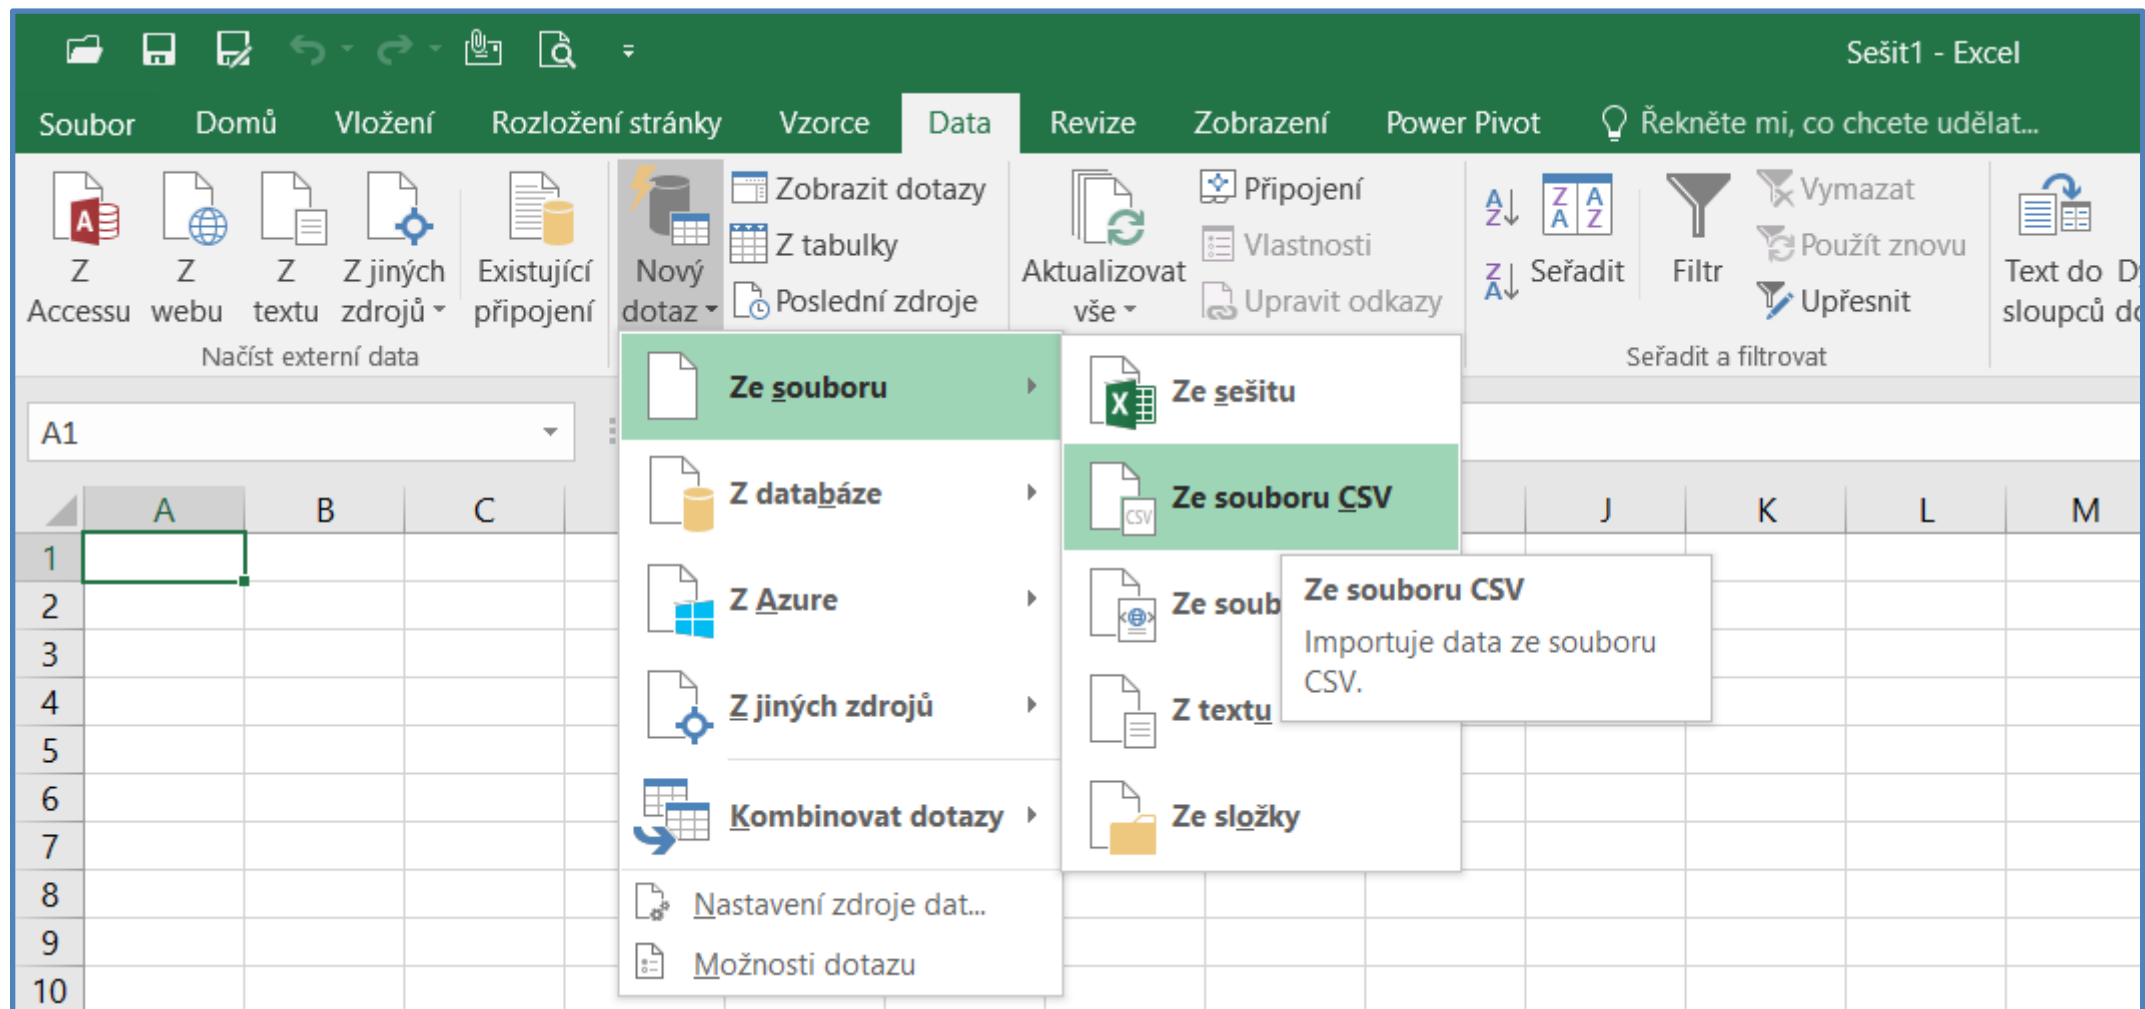 Sešit1 - Excel
Soubor Domů Vložení Rozložení stránky Vzorce Data Revize Zobrazení Power Pivot Řekněte mi, co chcete udělat...
Z Accessu
Z webu
Z textu
Z jiných zdrojů
Existující připojení
Načíst externí data
Nový dotaz
Zobrazit dotazy
Z tabulky
Poslední zdroje
Aktualizovat vše
Připojení
Vlastnosti
Upravit odkazy
Seřadit
Filtr
Vymazat
Použít znovu
Upřesnit
Seřadit a filtrovat
Text do sloupců
A1
Ze souboru
Z databáze
Z Azure
Z jiných zdrojů
Kombinovat dotazy
Nastavení zdroje dat...
Možnosti dotazu
Ze sešitu
Ze souboru CSV
CSV
Ze soub
Z textu
Ze složky
Ze souboru CSV
Importuje data ze souboru
CSV.
A B C J K L M
1
2
3
4
5
6
7
8
9
10